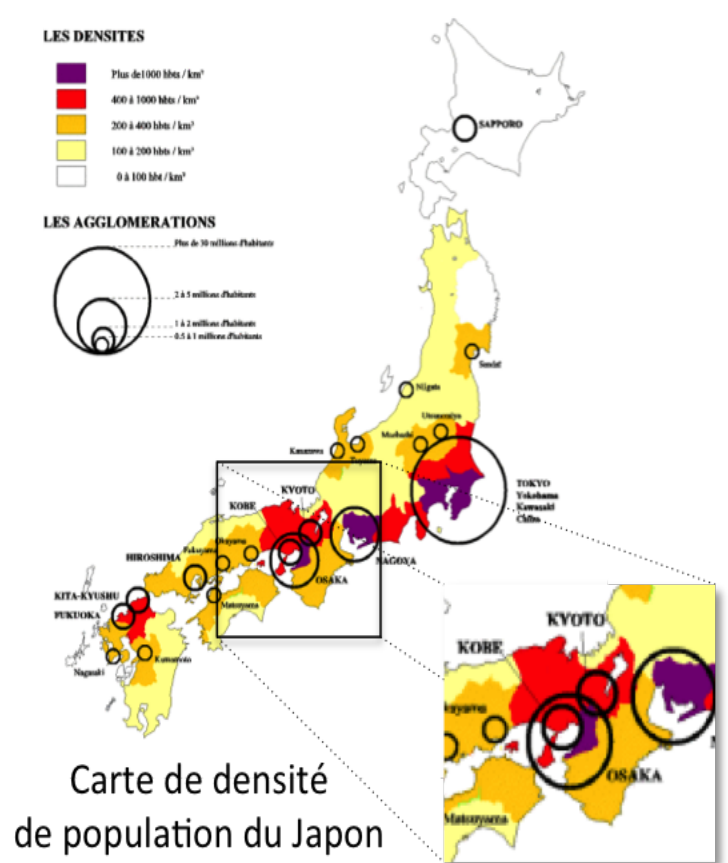 LES DENSITES
Plus de1000 hbts / km²
400 à 1000 hbts / km²
200 à 400 hbts / km²
100 à 200 hbts / km²
0 à 100 hbt / km²
SAPPORO
LES AGGLOMERATIONS
Plus de 30 millions d'habitants
2 à 5 millions d'habitants
1 à 2 millions d'habitants
0.5 à 1 millions d'habitants
Sendaï
Niigata
Utsunomiya
Kanazawa
TOKYO
Yokohama
Kawasaki
Chiba
KYOTO
KOBE
Okayama
HIROSHIMA
Fukuyama
NAGOYA
OSAKA
KITA-KYUSHU
FUKUOKA
Matsuyama
Nagasaki
Kumamoto
KYOTO
KOBE
OSAKA
Matsuyama
Carte de densité
de population du Japon